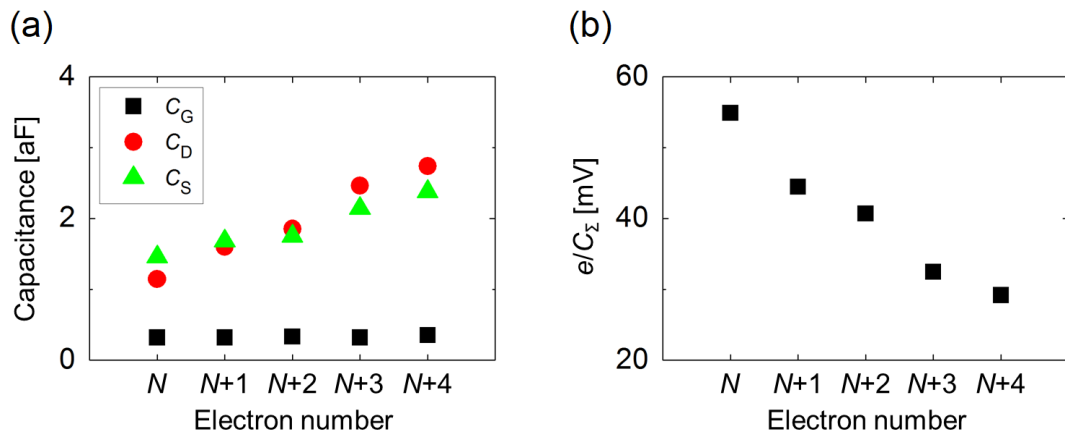 (a)
4
2
0
Capacitance [aF]
C_G
C_D
C_S
N
N+1
N+2
N+3
N+4
Electron number
(b)
60
40
20
e/C_Σ [mV]
N
N+1
N+2
N+3
N+4
Electron number